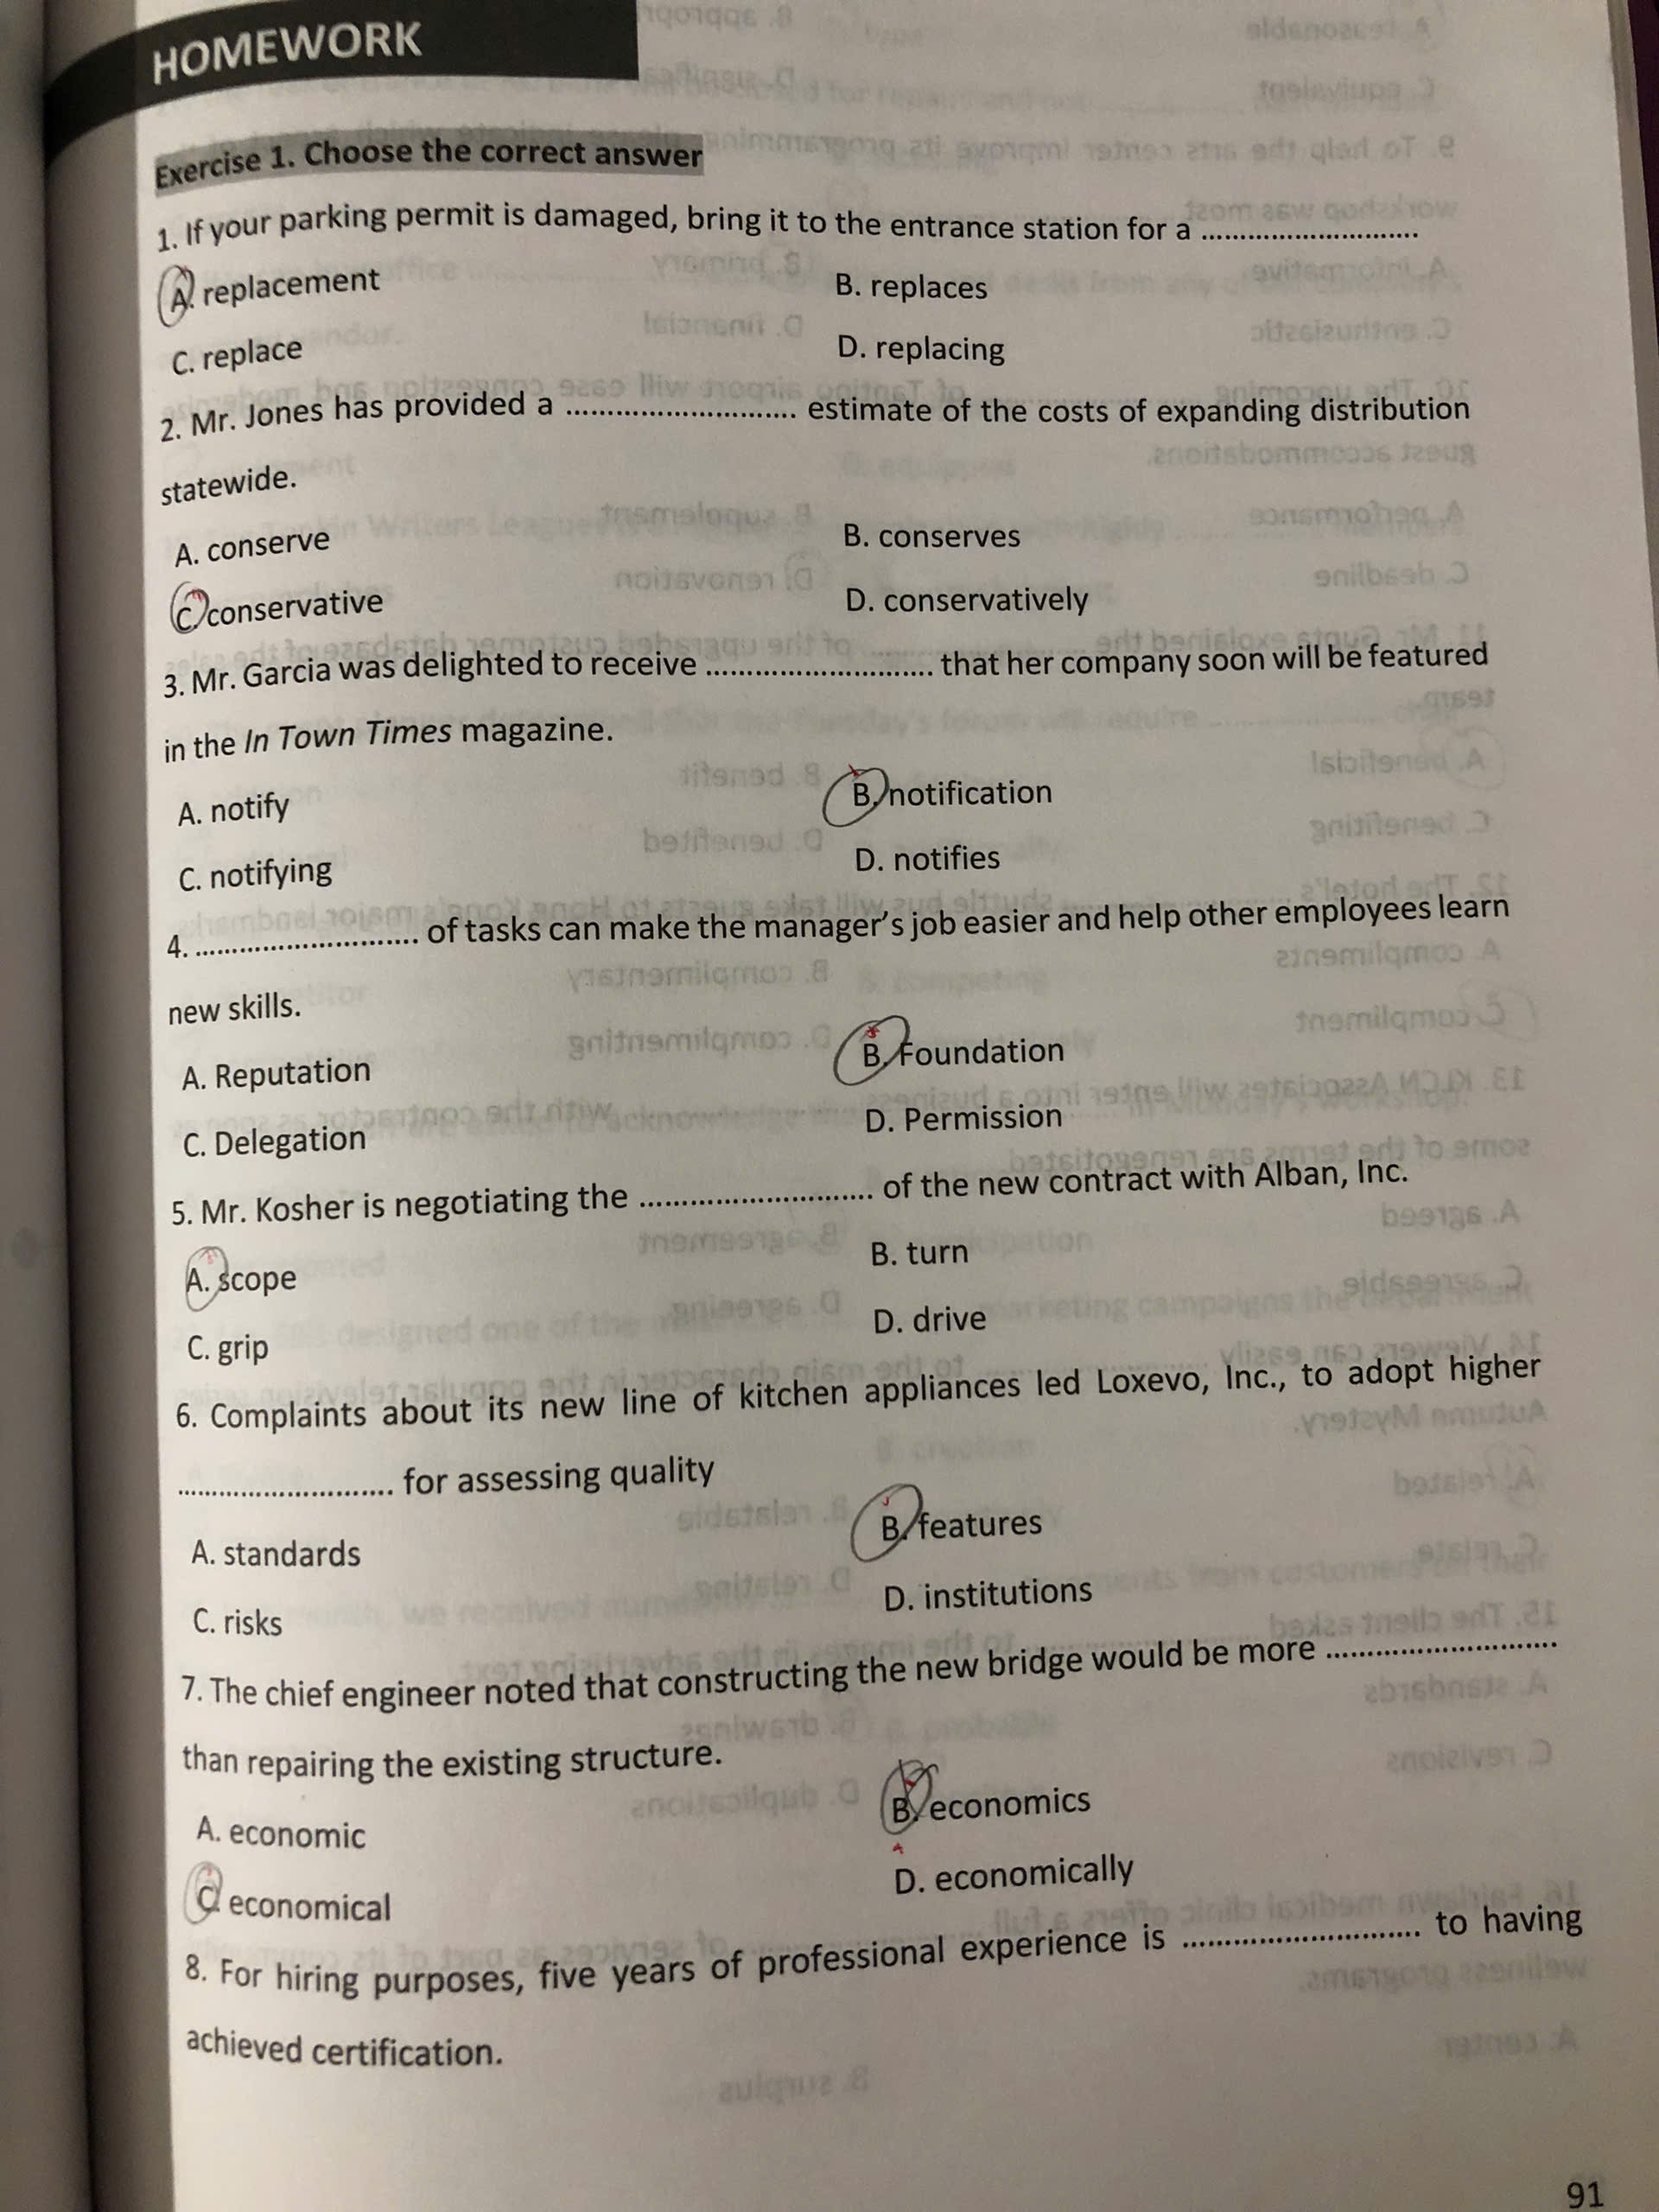 HOMEWORK
Exercise 1. Choose the correct answer
1. If your parking permit is damaged, bring it to the entrance station for a ............................
A. replacement B. replaces
C. replace D. replacing
2. Mr. Jones has provided a ............................ estimate of the costs of expanding distribution
statewide.
A. conserve B. conserves
C. conservative D. conservatively
3. Mr. Garcia was delighted to receive ............................ that her company soon will be featured
in the In Town Times magazine.
A. notify B. notification
C. notifying D. notifies
4. ............................ of tasks can make the manager's job easier and help other employees learn
new skills.
A. Reputation B. Foundation
C. Delegation D. Permission
5. Mr. Kosher is negotiating the ............................ of the new contract with Alban, Inc.
A. scope B. turn
C. grip D. drive
6. Complaints about its new line of kitchen appliances led Loxevo, Inc., to adopt higher
............................ for assessing quality
A. standards B. features
C. risks D. institutions
7. The chief engineer noted that constructing the new bridge would be more ............................
than repairing the existing structure.
A. economic B. economics
C. economical D. economically
8. For hiring purposes, five years of professional experience is ............................ to having
achieved certification.
91